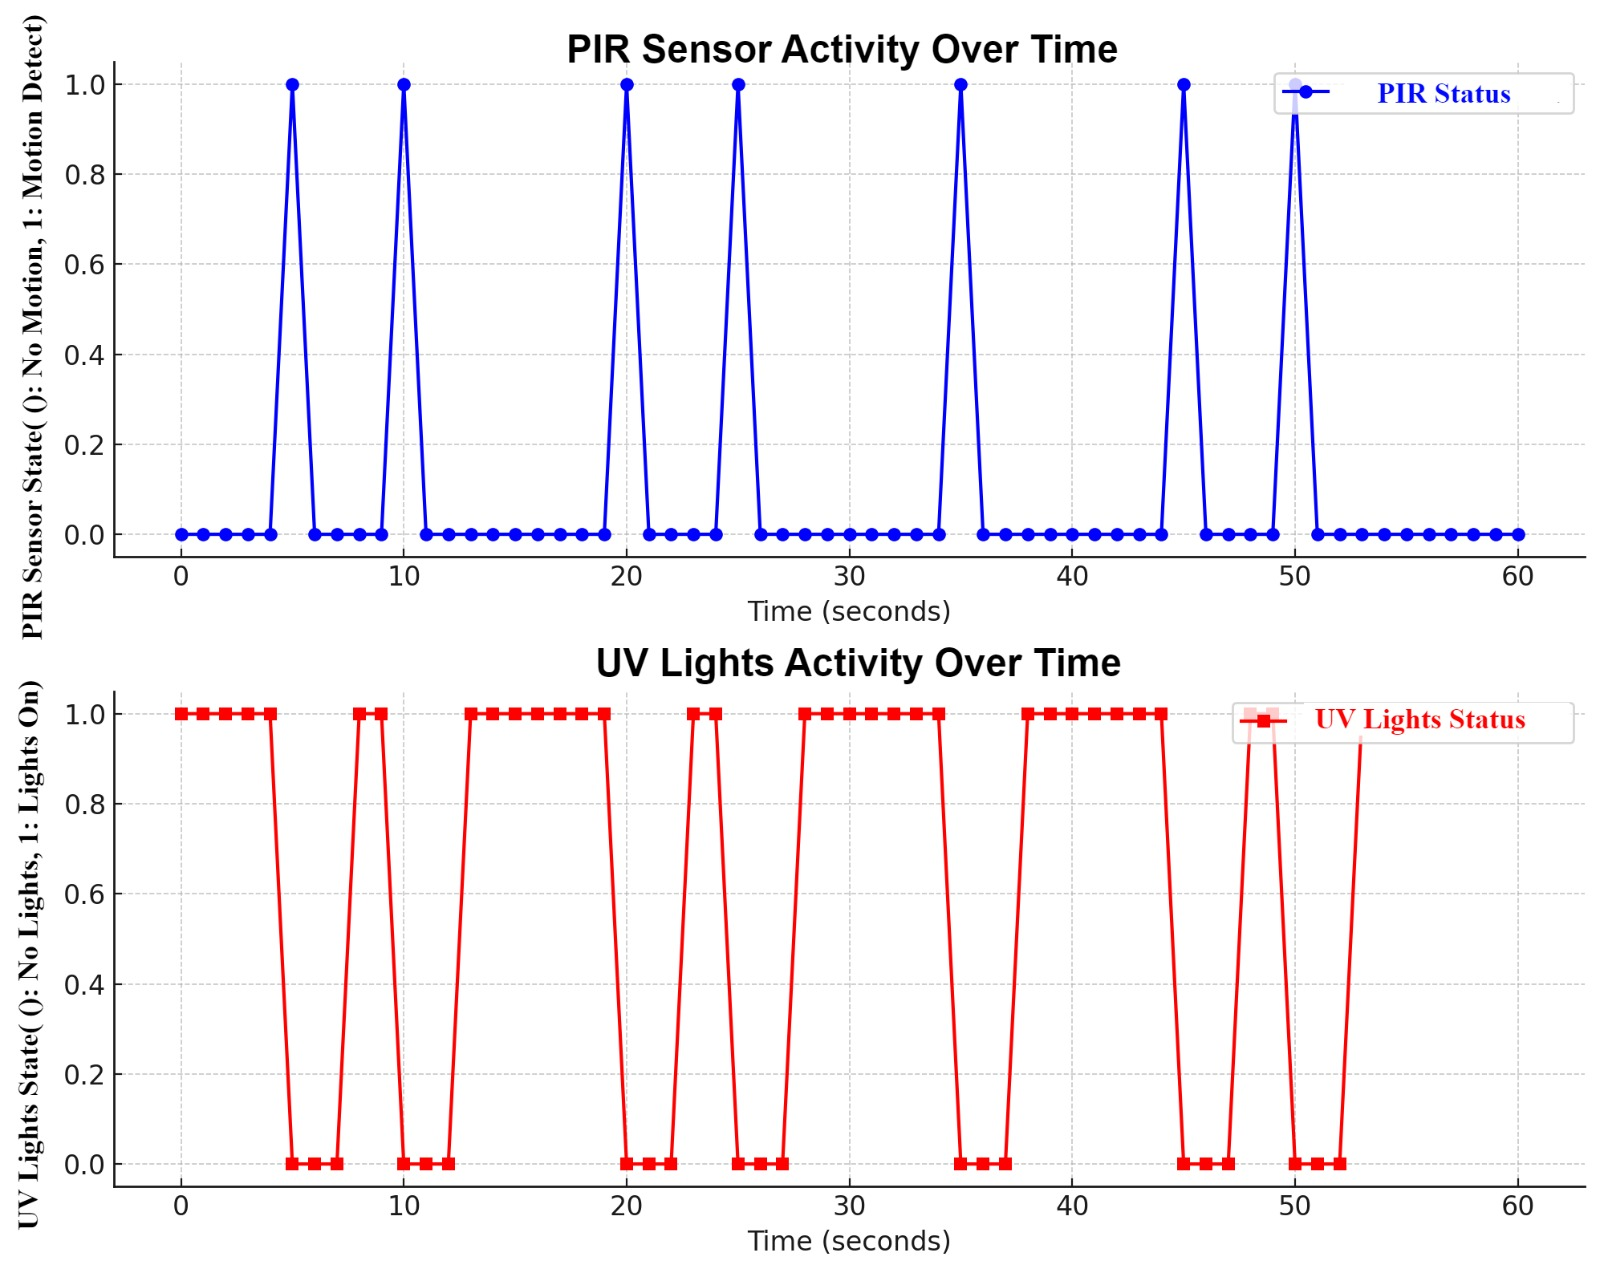 PIR Sensor Activity Over Time
PIR Sensor State( (): No Motion, 1: Motion Detect)
1.0
0.8
0.6
0.4
0.2
0.0
PIR Status
0 10 20 30 40 50 60
Time (seconds)
UV Lights Activity Over Time
UV Lights State( (): No Lights, 1: Lights On)
1.0
0.8
0.6
0.4
0.2
0.0
UV Lights Status
0 10 20 30 40 50 60
Time (seconds)